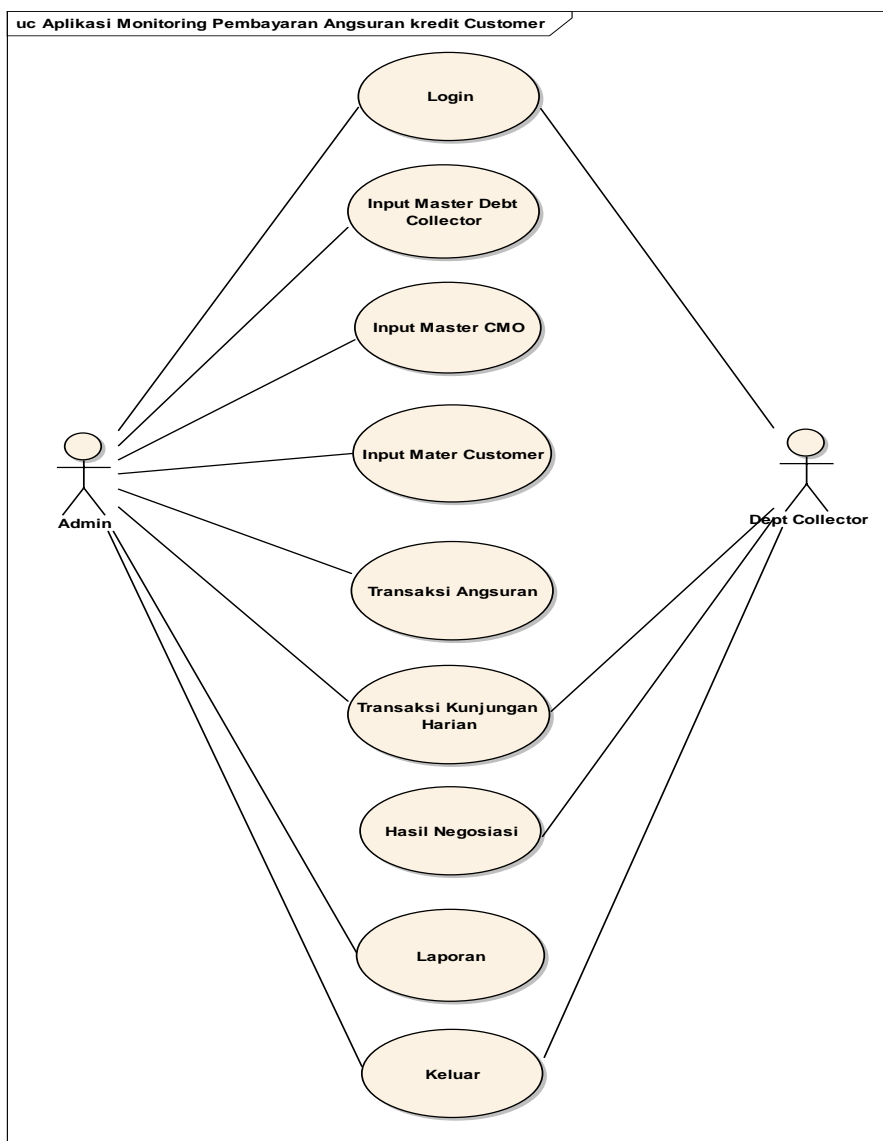 uc Aplikasi Monitoring Pembayaran Angsuran kredit Customer
Login
Input Master Debt
Collector
Input Master CMO
Input Mater Customer
Admin
Dept Collector
Transaksi Angsuran
Transaksi Kunjungan
Harian
Hasil Negosiasi
Laporan
Keluar